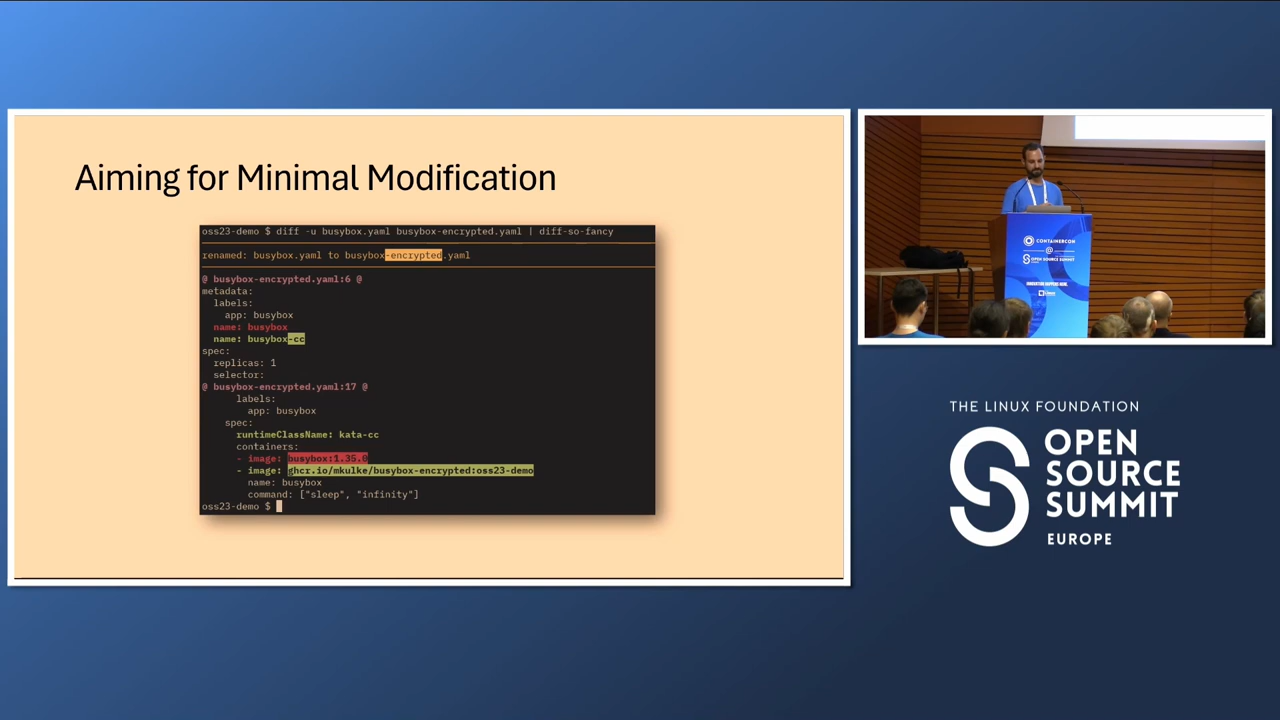 Aiming for Minimal Modification
oss23-demo $ diff -u busybox.yaml busybox-encrypted.yaml | diff-so-fancy
renamed: busybox.yaml to busybox-encrypted.yaml
@ busybox-encrypted.yaml:6 @
metadata:
  labels:
    app: busybox
  name: busybox
  name: busybox-cc
spec:
  replicas: 1
  selector:
@ busybox-encrypted.yaml:17 @
      labels:
        app: busybox
    spec:
      runtimeClassName: kata-cc
      containers:
      - image: busybox:1.35.0
      - image: ghcr.io/mkulke/busybox-encrypted:oss23-demo
        name: busybox
        command: ["sleep", "infinity"]
oss23-demo $
CONTAINERCON
@
OPEN SOURCE SUMMIT
THE LINUX FOUNDATION
OPEN
SOURCE
SUMMIT
EUROPE